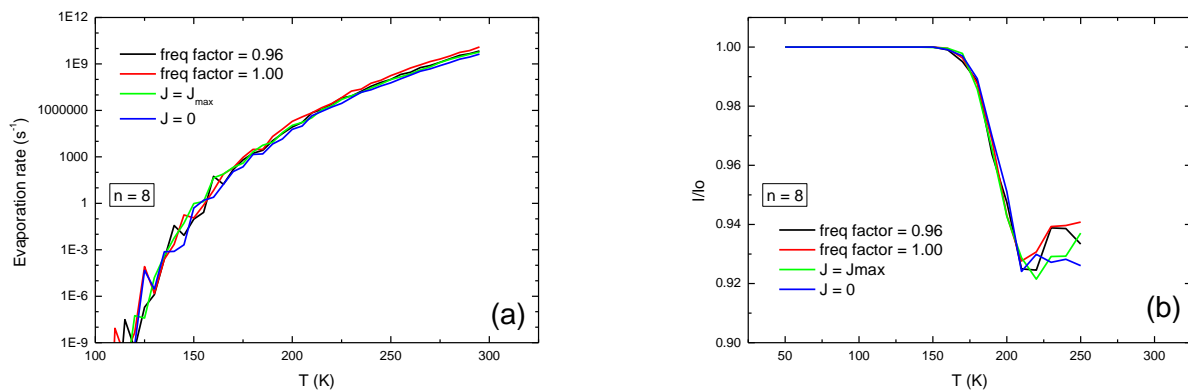 1E12
1E9
1000000
1000
1
1E-3
1E-6
1E-9
Evaporation rate (s⁻¹)
freq factor = 0.96
freq factor = 1.00
J = Jmax
J = 0
n = 8
(a)
100 150 200 250 300
T (K)
1.00
0.98
0.96
0.94
0.92
0.90
I/Io
n = 8
freq factor = 0.96
freq factor = 1.00
J = Jmax
J = 0
(b)
50 100 150 200 250 300
T (K)